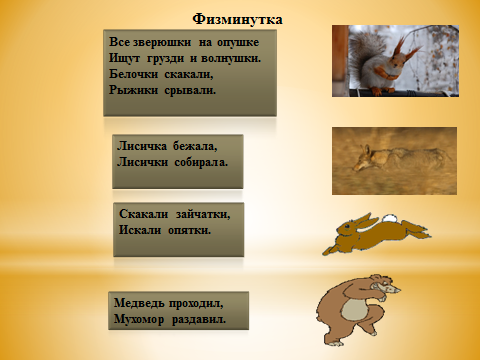 Физминутка
Все зверюшки на опушке
Ищут грузди и волнушки.
Белочки скакали,
Рыжики срывали.
Лисичка бежала,
Лисички собирала.
Скакали зайчатки,
Искали опятки.
Медведь проходил,
Мухомор раздавил.